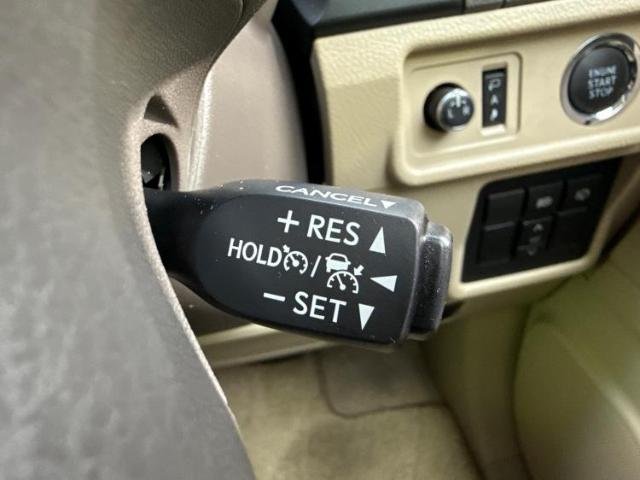 CANCEL▼
+ RES ▲
HOLD / ◀
− SET ▼
ENGINE
START
STOP
L R
A